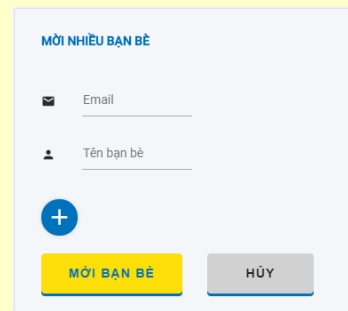 MỜI NHIỀU BẠN BÈ
Email
Tên bạn bè
+
MỜI BẠN BÈ
HỦY